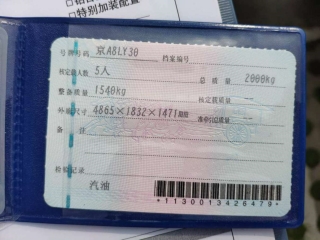 □特别加装配置
号牌号码 京A8LY30 档案编号
核定载人数 5人 总质量 2000kg
整备质量 1540kg 核定载质量 --
外廓尺寸 4865×1832×1471mm 准牵引总质量 --
备注
检验记录
汽油
*1130013428479*